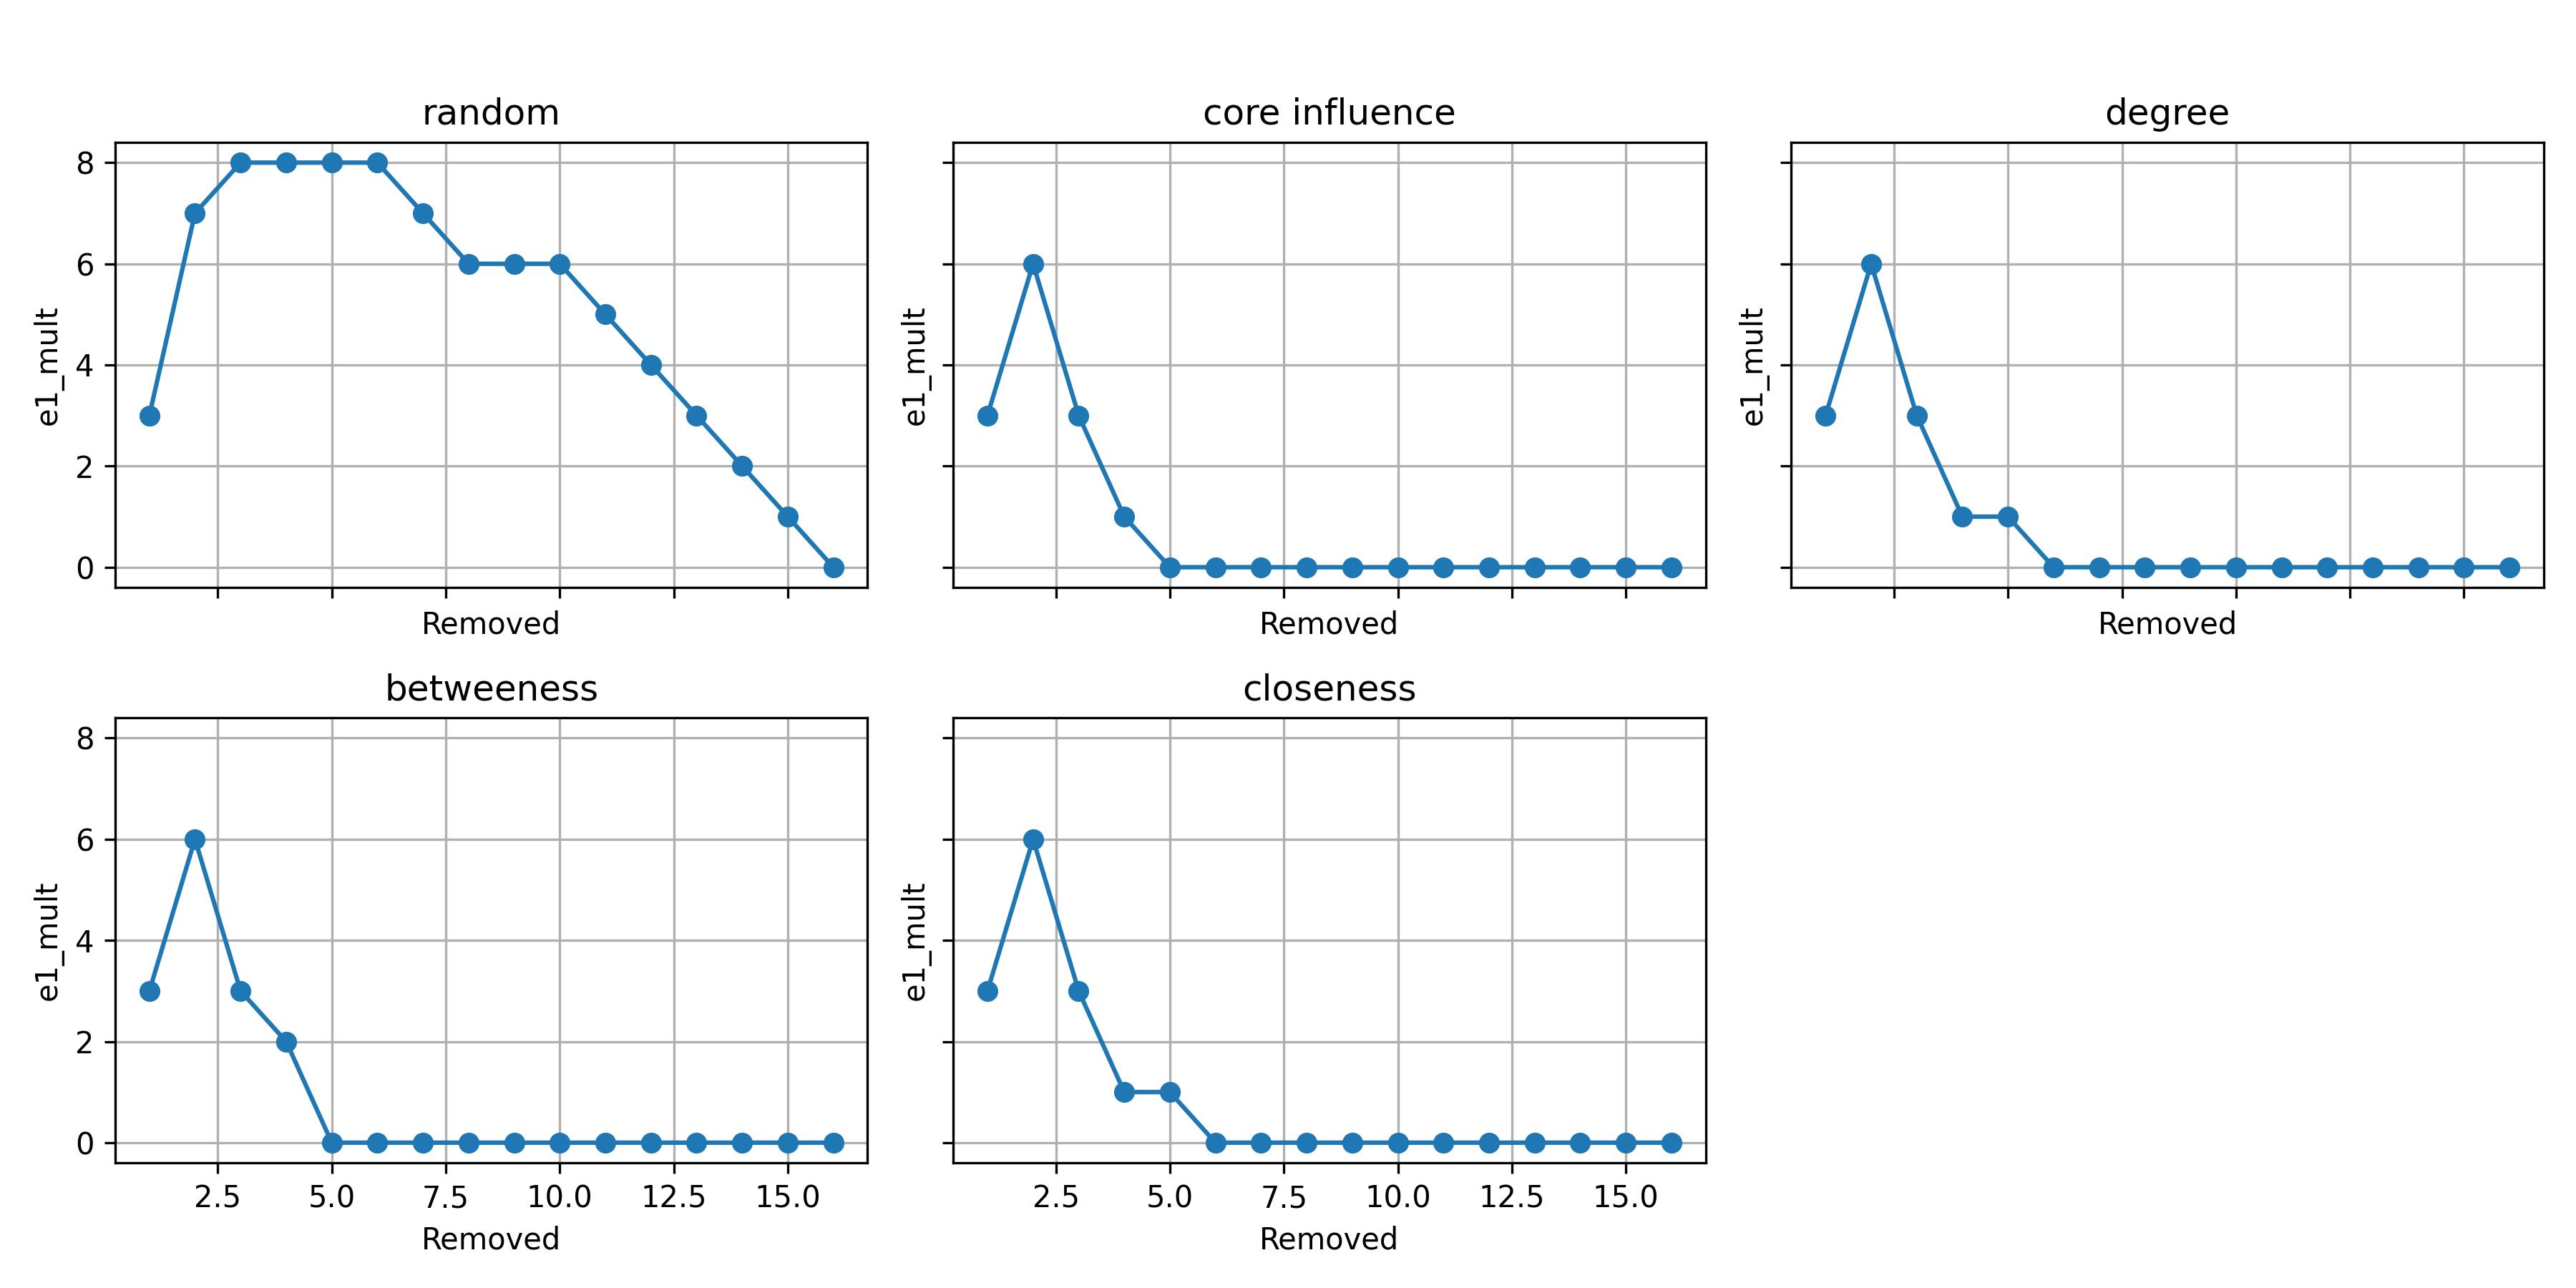 random
core influence
degree
8
6
4
2
0
e1_mult
e1_mult
e1_mult
Removed
Removed
Removed
betweeness
closeness
8
6
4
2
0
e1_mult
e1_mult
2.5 5.0 7.5 10.0 12.5 15.0
2.5 5.0 7.5 10.0 12.5 15.0
Removed
Removed